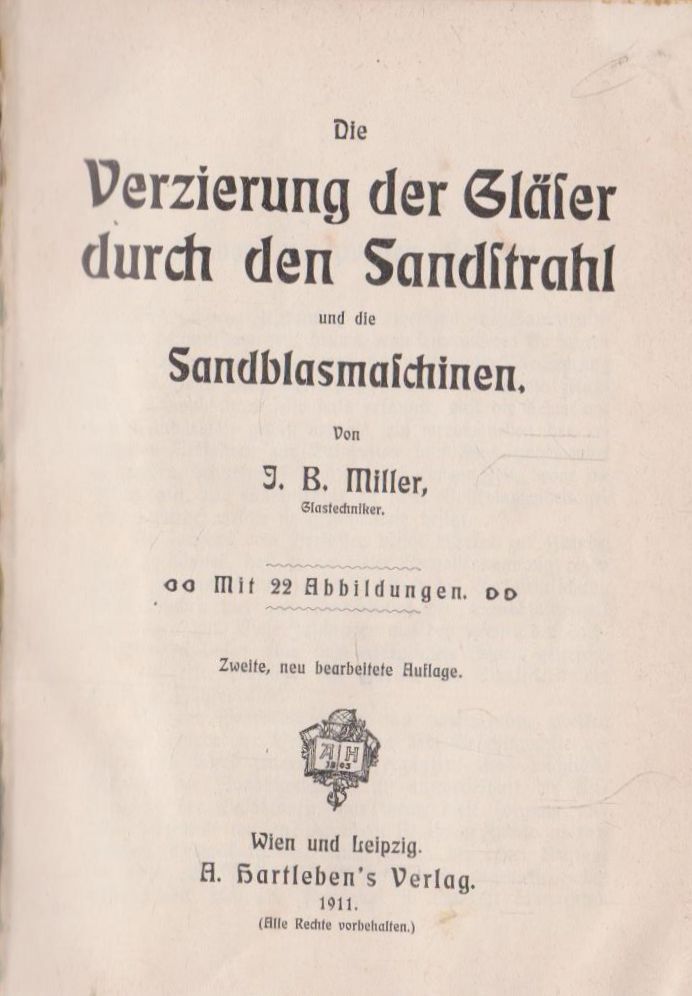 Die
Verzierung der Gläſer
durch den Sandſtrahl
und die
Sandblasmaſchinen.
Von
J. B. Miller,
Glastechniker.
Mit 22 Abbildungen.
Zweite, neu bearbeitete Auflage.
A H
1803
Wien und Leipzig.
A. Hartleben's Verlag.
1911.
(Alle Rechte vorbehalten.)